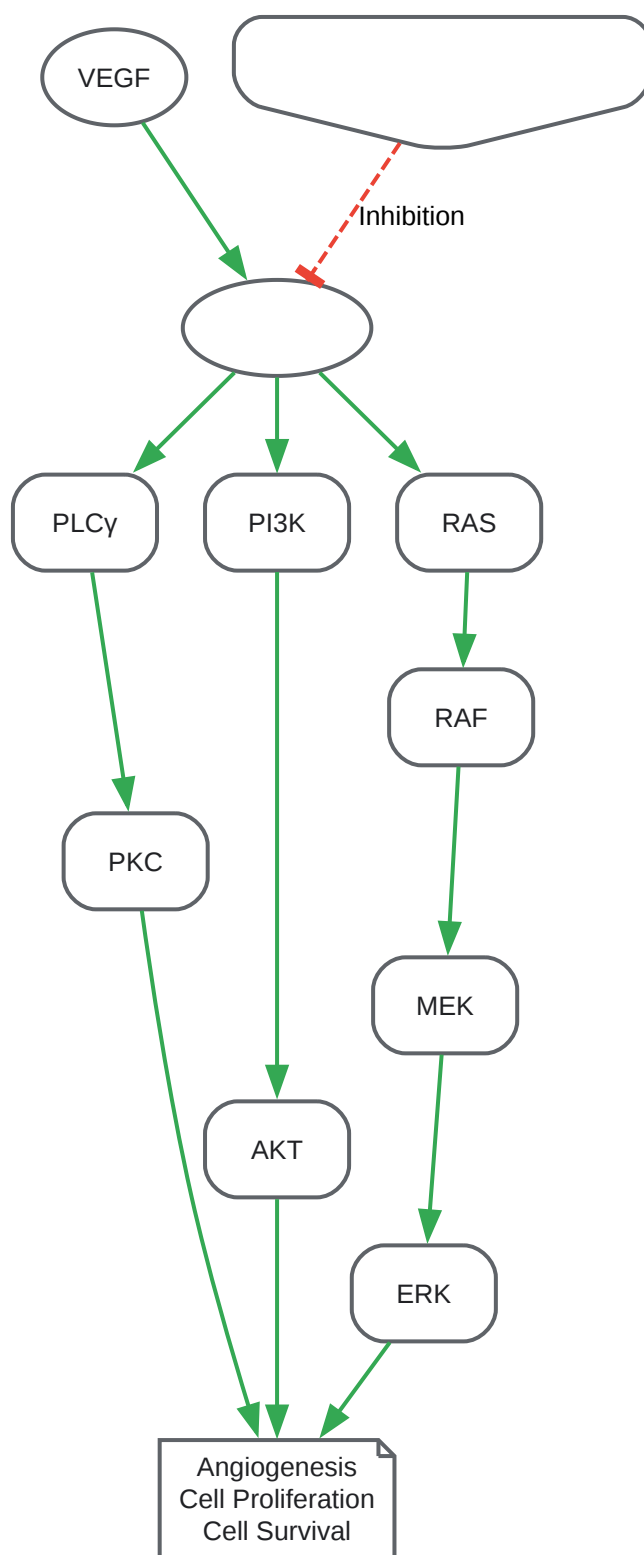 VEGF
Inhibition
PLCγ
PI3K
RAS
RAF
PKC
MEK
AKT
ERK
Angiogenesis
Cell Proliferation
Cell Survival